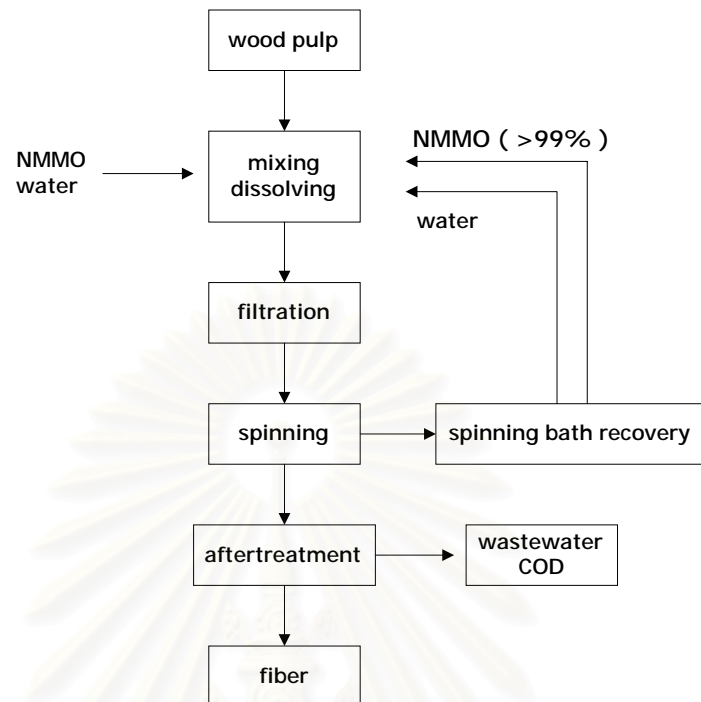 wood pulp
NMMO
water
mixing
dissolving
NMMO ( >99% )
water
filtration
spinning
spinning bath recovery
aftertreatment
wastewater
COD
fiber